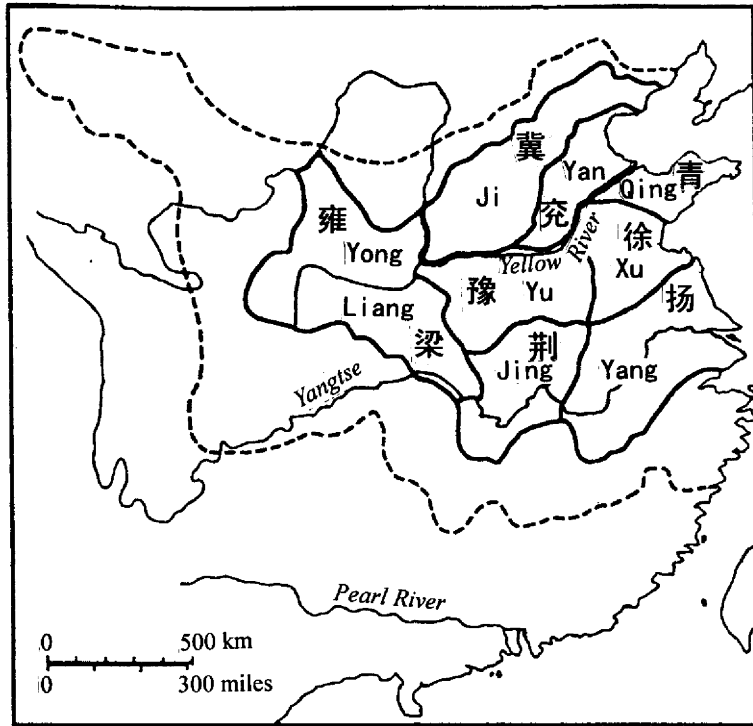 冀
Yan
青
Qing
Ji
兖
雍
徐
Yong
Yellow River
Xu
豫
Yu
扬
Liang
梁
荆
Jing
Yang
Yangtse
Pearl River
0 500 km
0 300 miles